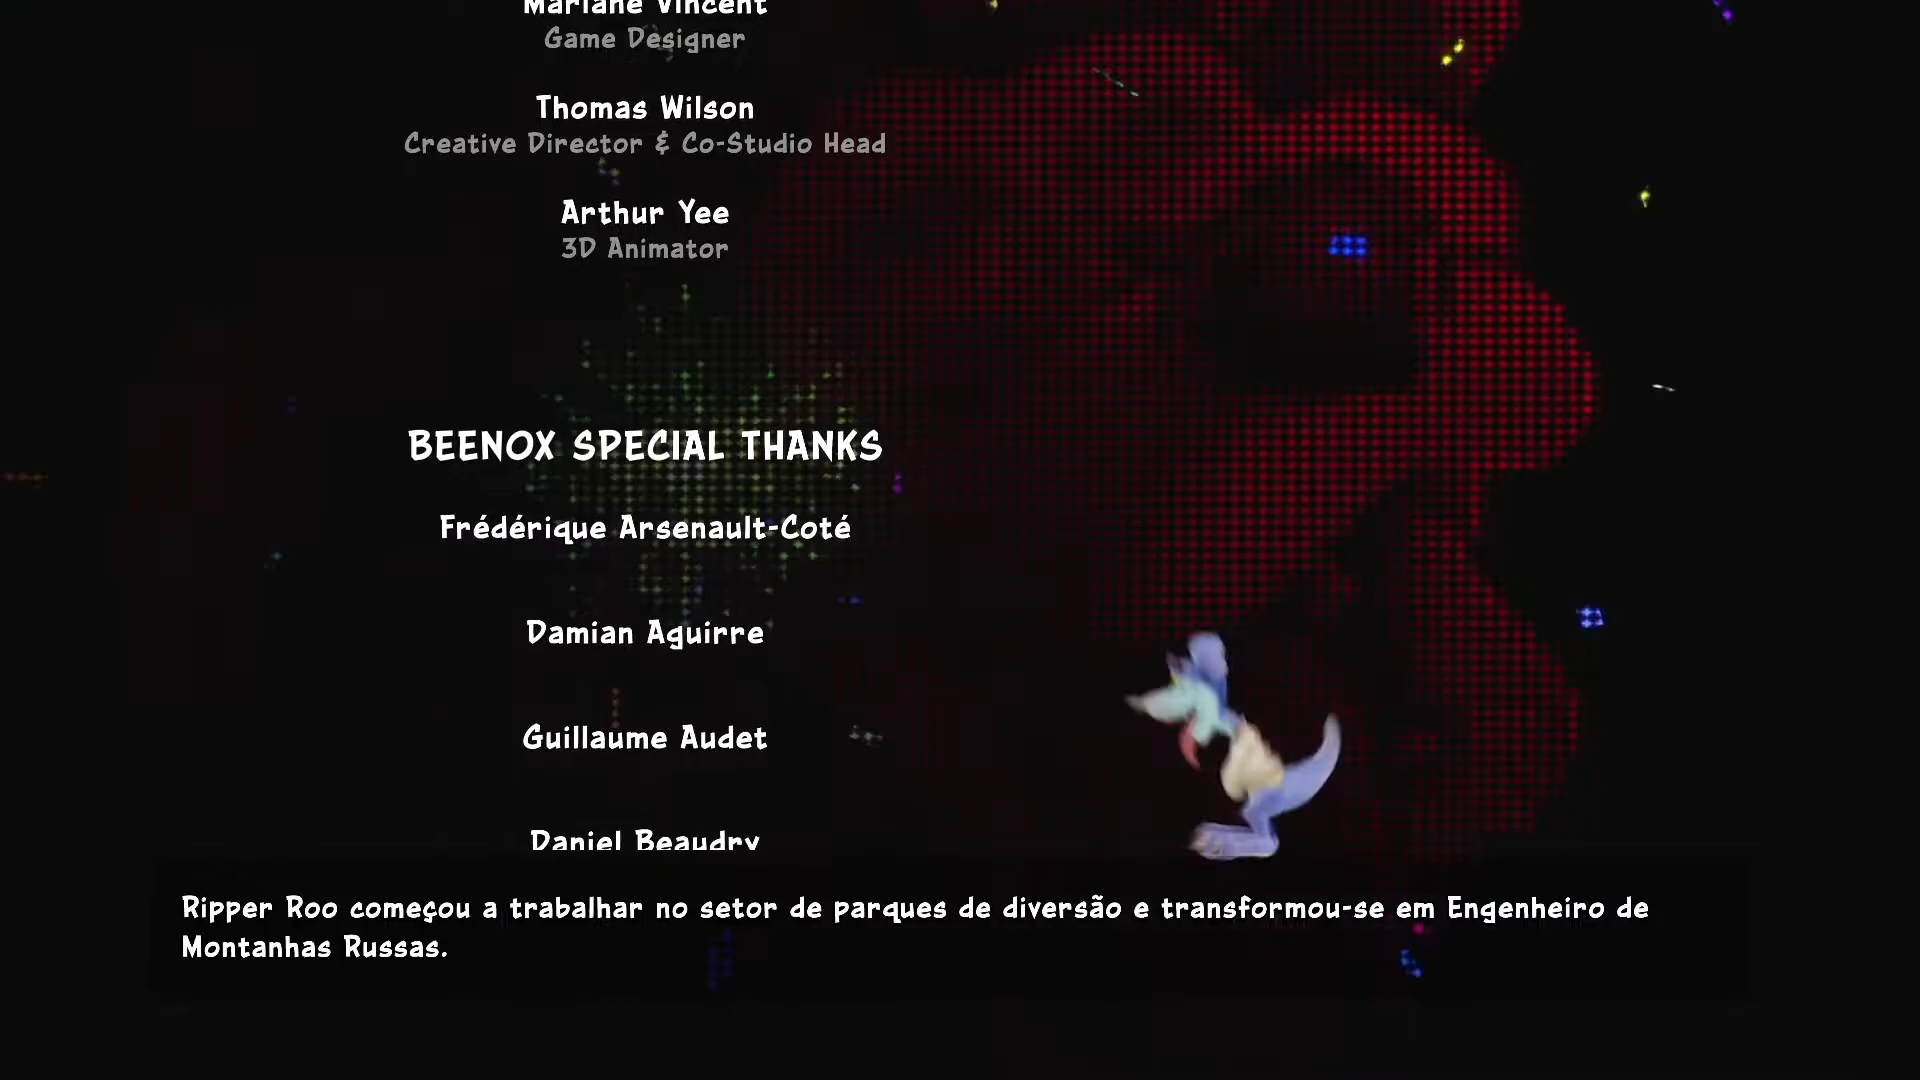 Mariane Vincent
Game Designer
Thomas Wilson
Creative Director & Co-Studio Head
Arthur Yee
3D Animator
BEENOX SPECIAL THANKS
Frédérique Arsenault-Coté
Damian Aguirre
Guillaume Audet
Daniel Beaudry
Ripper Roo começou a trabalhar no setor de parques de diversão e transformou-se em Engenheiro de
Montanhas Russas.